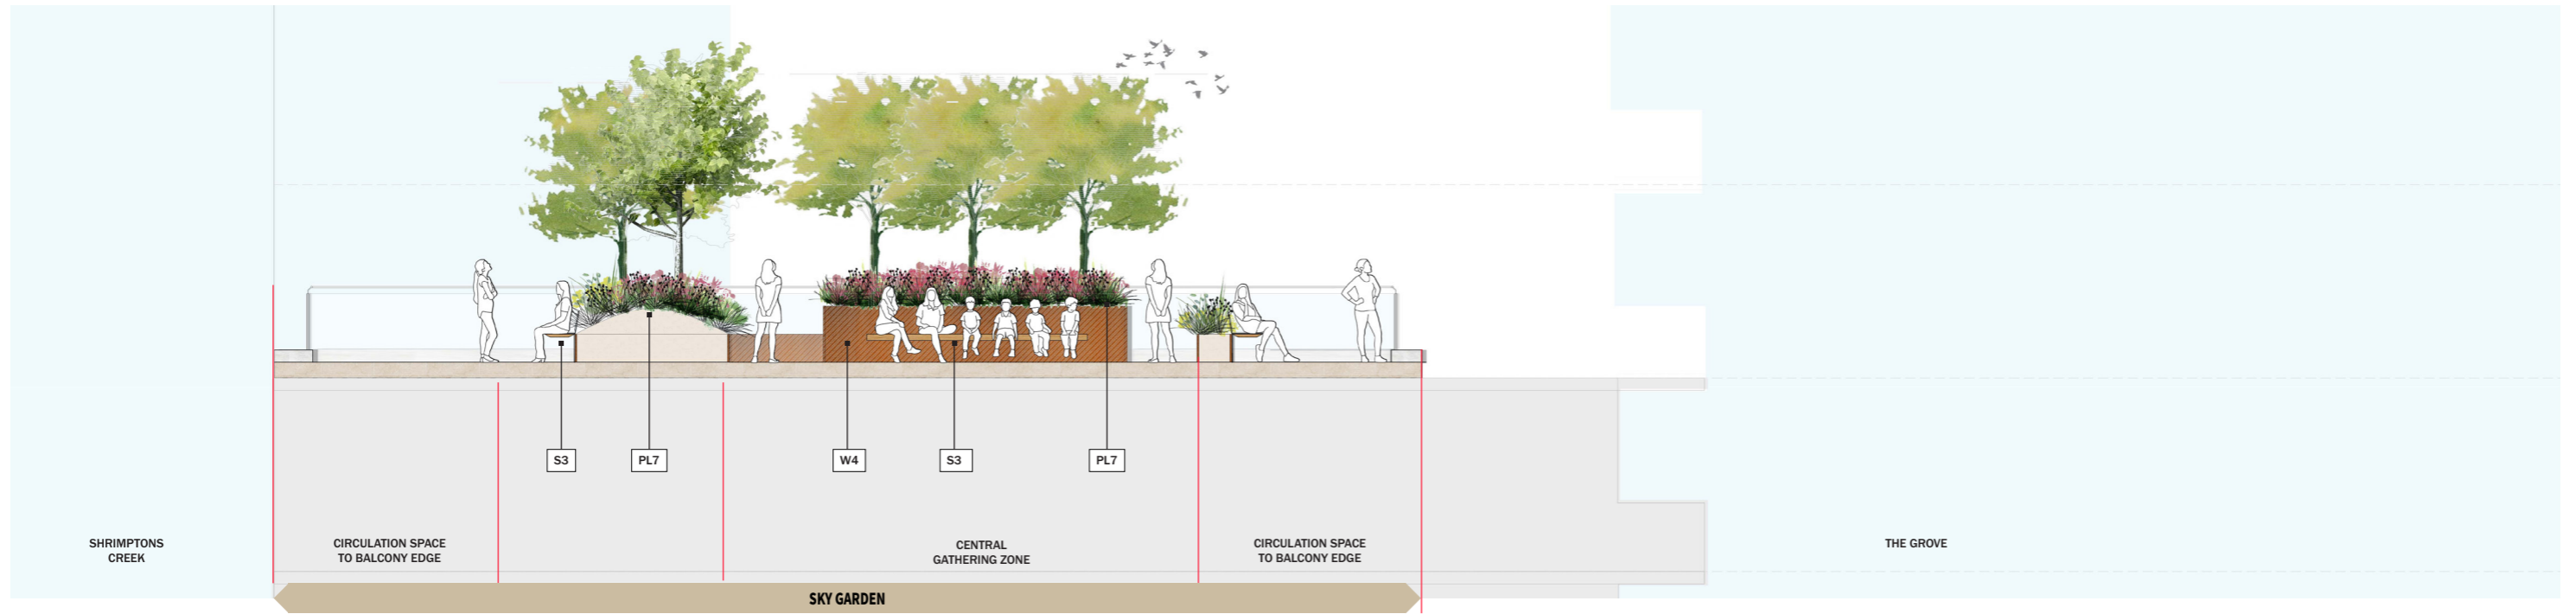 S3
PL7
W4
S3
PL7
SHRIMPTONS
CREEK
CIRCULATION SPACE
TO BALCONY EDGE
CENTRAL
GATHERING ZONE
CIRCULATION SPACE
TO BALCONY EDGE
THE GROVE
SKY GARDEN